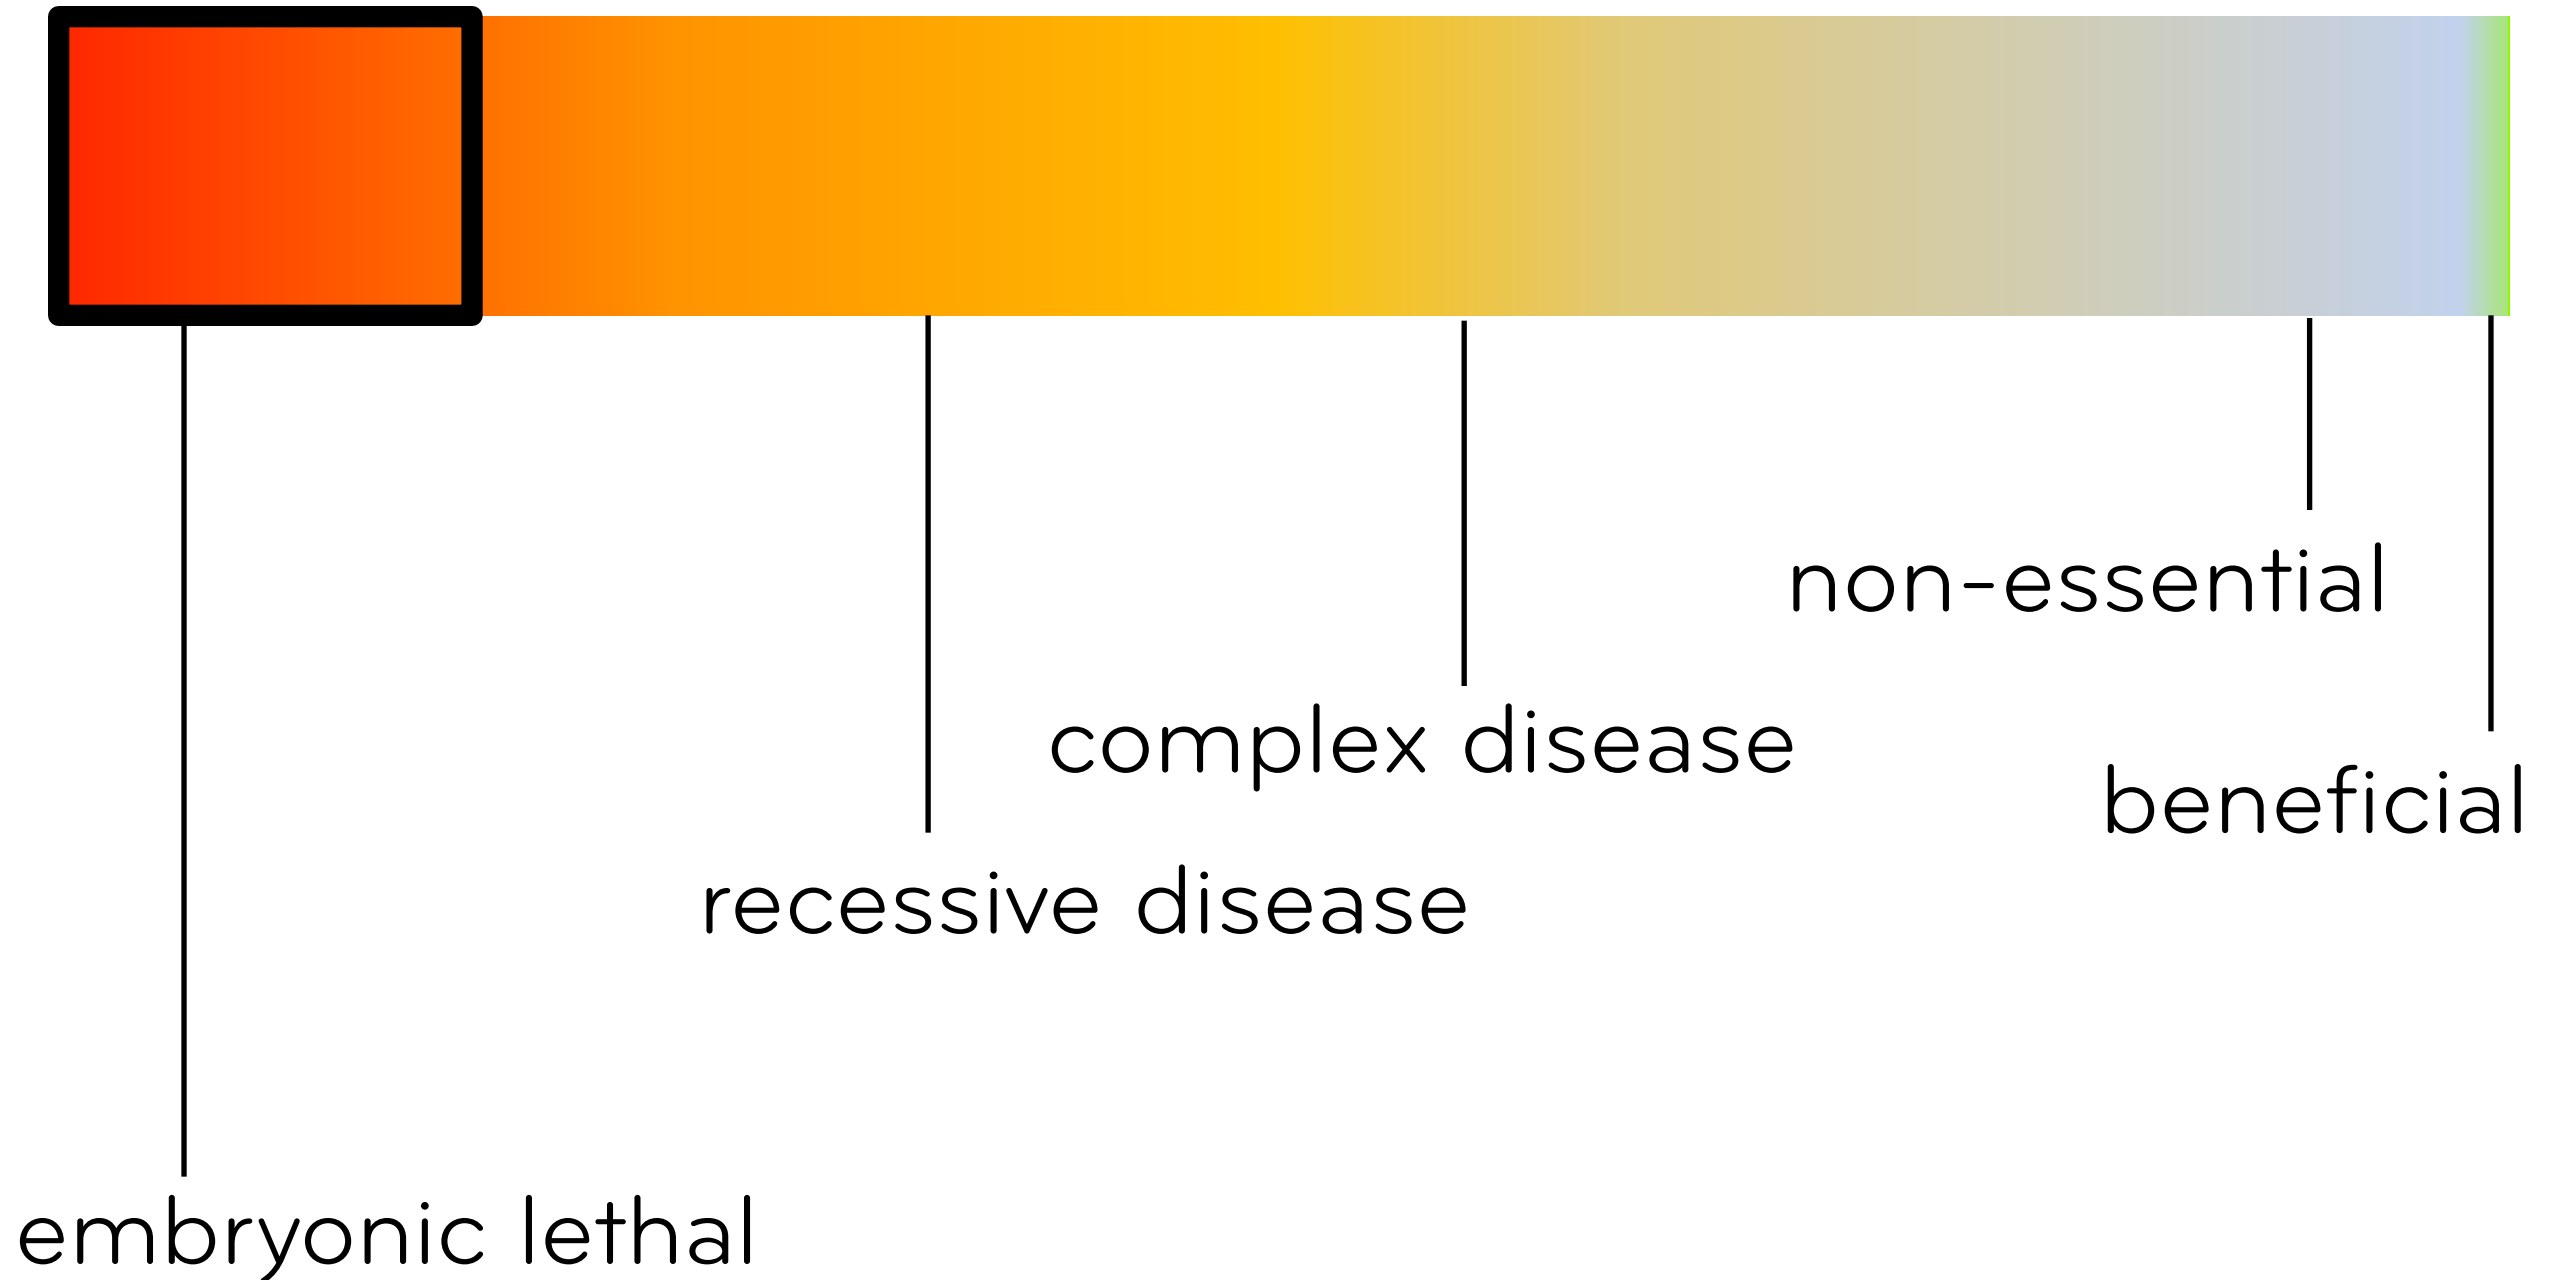 non-essential
complex disease
beneficial
recessive disease
embryonic lethal